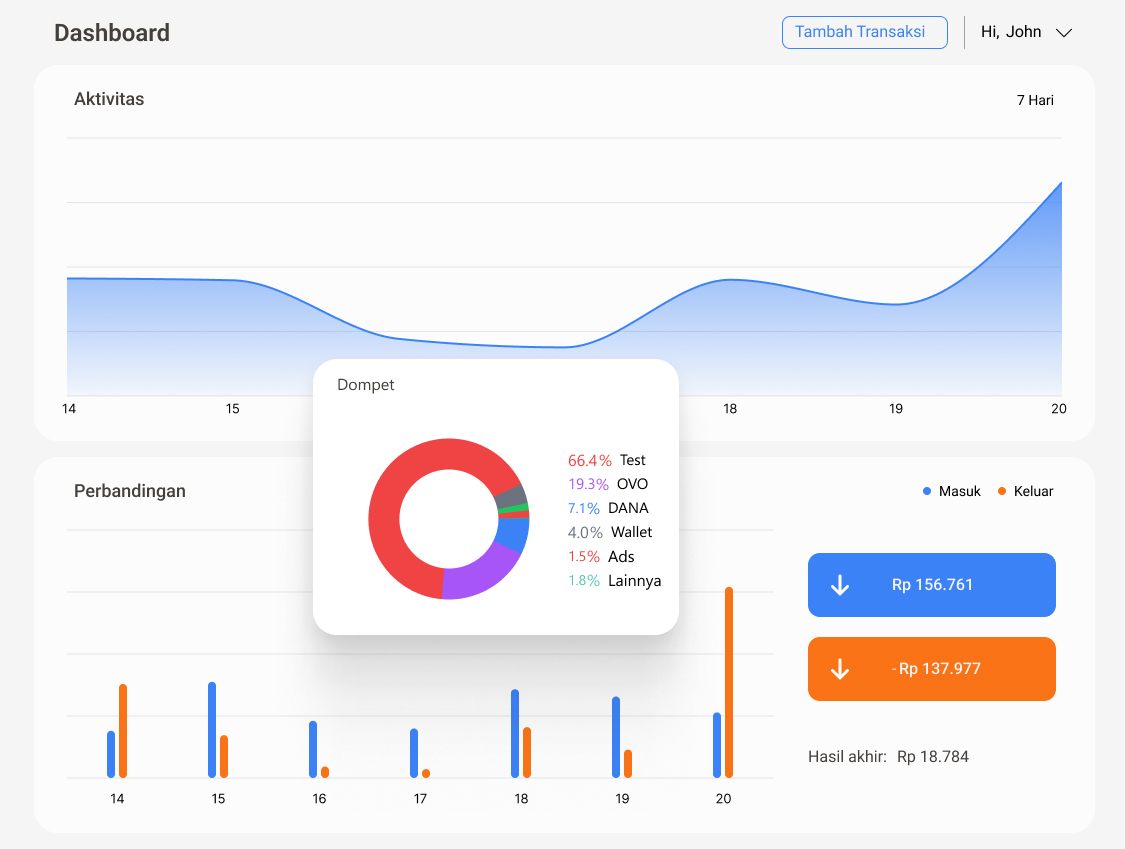 Dashboard
Tambah Transaksi
Hi, John
Aktivitas
7 Hari
14
15
18
19
20
Dompet
66.4% Test
19.3% OVO
7.1% DANA
4.0% Wallet
1.5% Ads
1.8% Lainnya
Perbandingan
Masuk
Keluar
Rp 156.761
- Rp 137.977
Hasil akhir: Rp 18.784
14
15
16
17
18
19
20